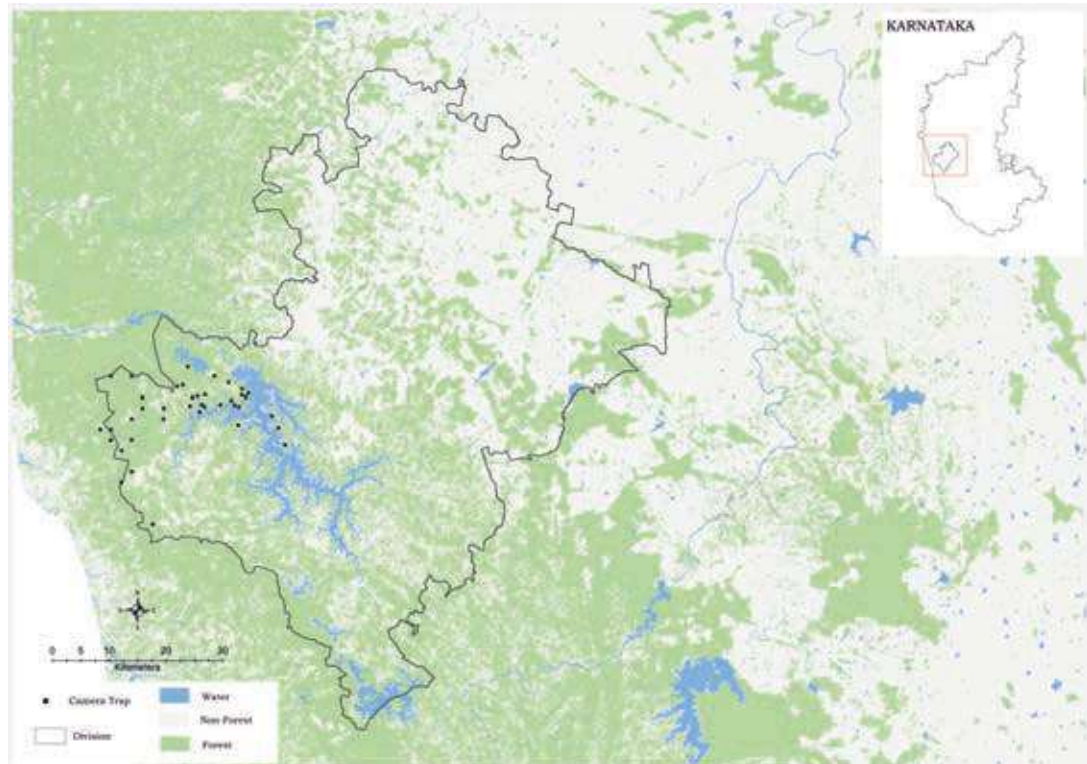 KARNATAKA
N
0 5 10 20 30
Kilometers
Camera Trap
Division
Water
Non-Forest
Forest